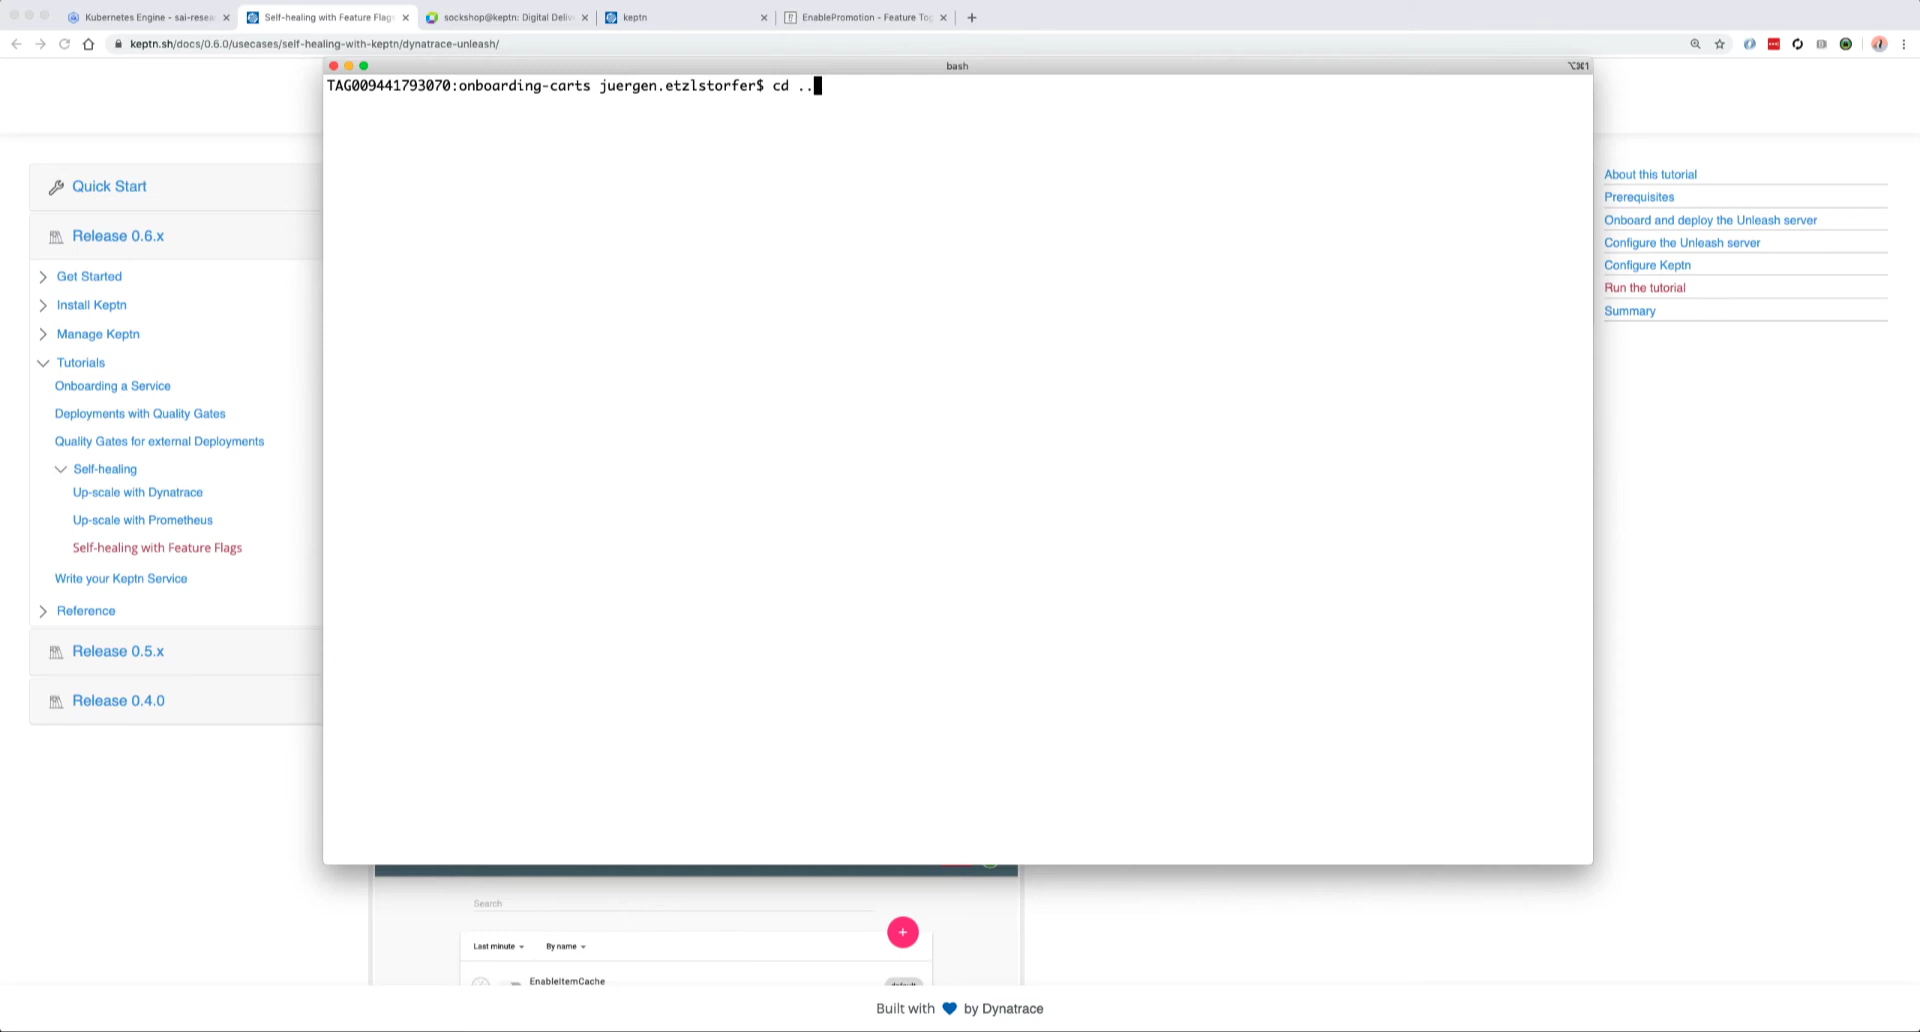 Kubernetes Engine - sai-resea
Self-healing with Feature Flag
sockshop@keptn: Digital Deliv
keptn
EnablePromotion - Feature Tog
keptn.sh/docs/0.6.0/usecases/self-healing-with-keptn/dynatrace-unleash/
bash
⌥⌘1
TAG009441793070:onboarding-carts juergen.etzlstorfer$ cd ..
Quick Start
Release 0.6.x
Get Started
Install Keptn
Manage Keptn
Tutorials
Onboarding a Service
Deployments with Quality Gates
Quality Gates for external Deployments
Self-healing
Up-scale with Dynatrace
Up-scale with Prometheus
Self-healing with Feature Flags
Write your Keptn Service
Reference
Release 0.5.x
Release 0.4.0
About this tutorial
Prerequisites
Onboard and deploy the Unleash server
Configure the Unleash server
Configure Keptn
Run the tutorial
Summary
Search
Last minute
By name
EnableItemCache
default
Built with by Dynatrace